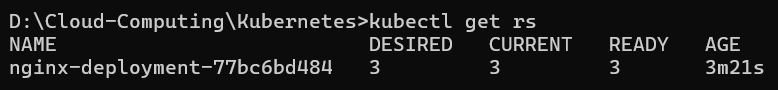 D:\Cloud-Computing\Kubernetes>kubectl get rs
NAME DESIRED CURRENT READY AGE
nginx-deployment-77bc6bd484 3 3 3 3m21s